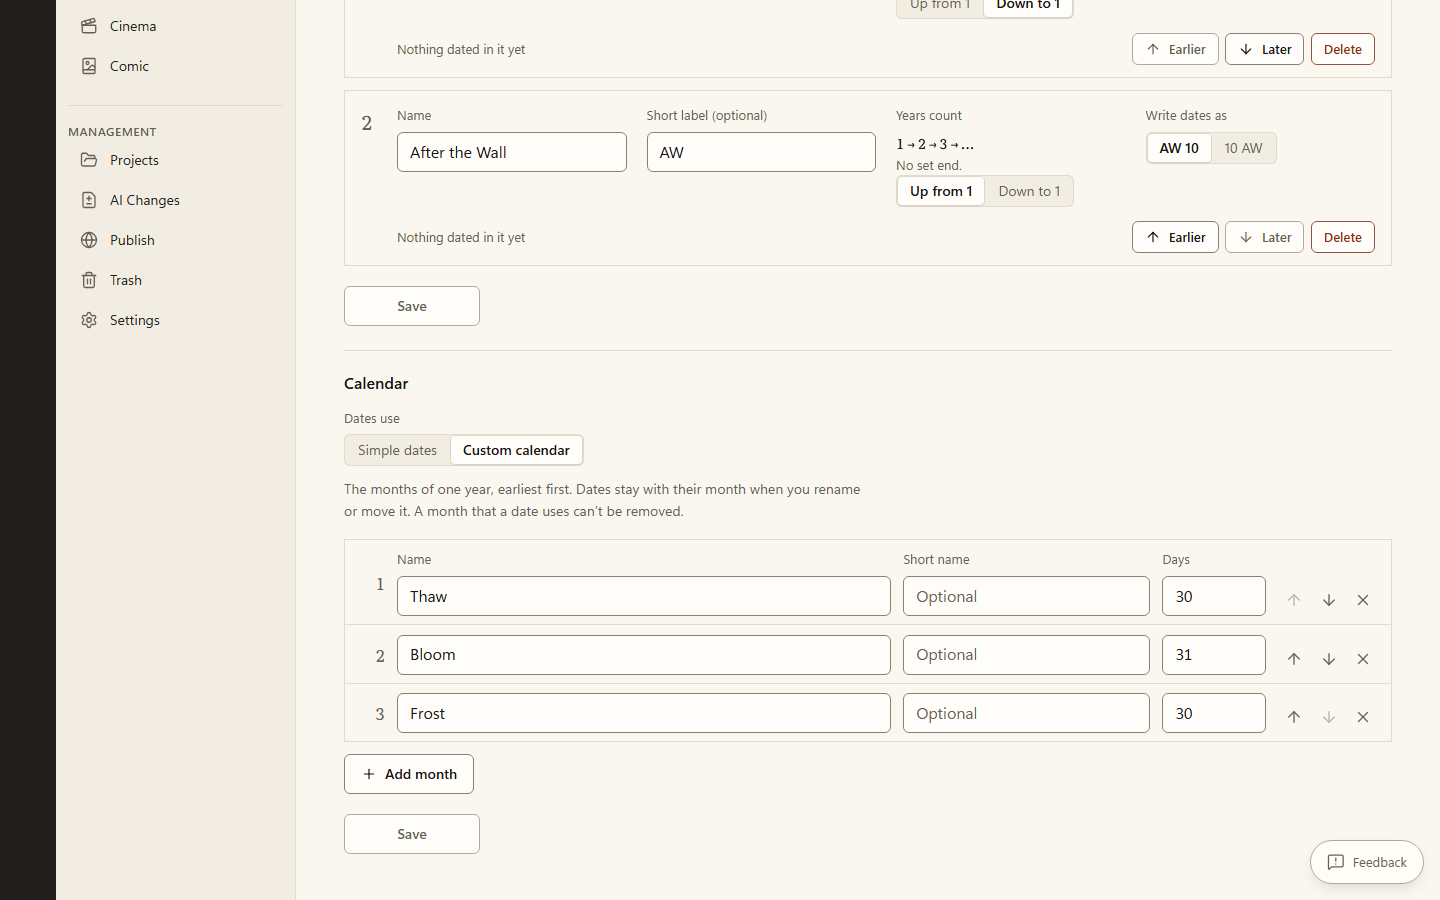 Cinema
Comic
MANAGEMENT
Projects
AI Changes
Publish
Trash
Settings
Up from 1 Down to 1
Nothing dated in it yet
Earlier Later Delete
2
Name Short label (optional) Years count Write dates as
After the Wall AW 1 → 2 → 3 → … AW 10 10 AW
No set end.
Up from 1 Down to 1
Nothing dated in it yet
Earlier Later Delete
Save
Calendar
Dates use
Simple dates Custom calendar
The months of one year, earliest first. Dates stay with their month when you rename
or move it. A month that a date uses can’t be removed.
Name Short name Days
1 Thaw Optional 30
2 Bloom Optional 31
3 Frost Optional 30
Add month
Save
Feedback